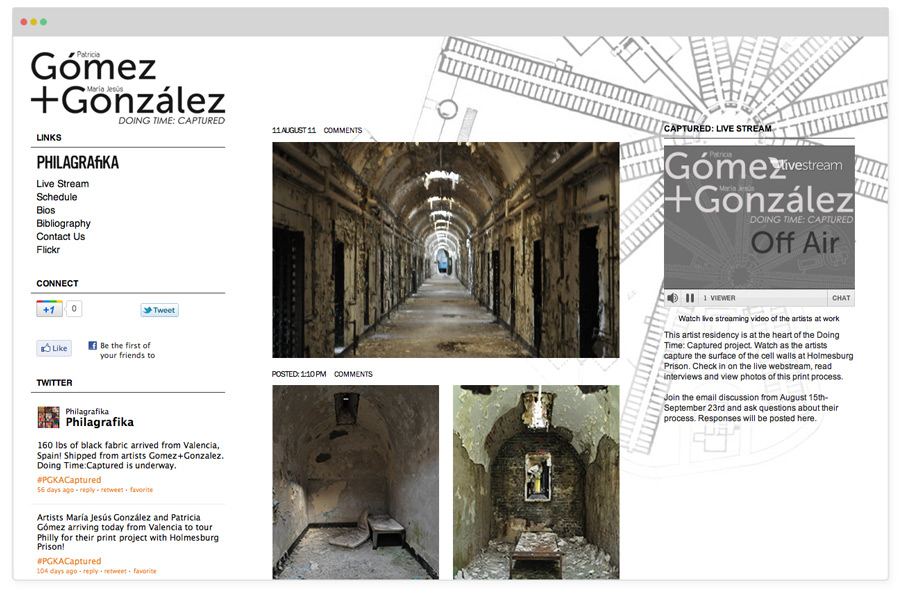 Patricia
Gómez
María Jesús
+González
DOING TIME: CAPTURED
LINKS
PHILAGRAfiKA
Live Stream
Schedule
Bios
Bibliography
Contact Us
Flickr
CONNECT
+1
0
Tweet
Like
Be the first of
your friends to
TWITTER
Philagrafika
Philagrafika
160 lbs of black fabric arrived from Valencia,
Spain! Shipped from artists Gomez+Gonzalez.
Doing Time:Captured is underway.
#PGKACaptured
56 days ago • reply • retweet • favorite
Artists María Jesús González and Patricia
Gómez arriving today from Valencia to tour
Philly for their print project with Holmesburg
Prison!
#PGKACaptured
104 days ago • reply • retweet • favorite
11 AUGUST 11 COMMENTS
POSTED: 1:10 PM COMMENTS
CAPTURED: LIVE STREAM
Patricia
Gómez
livestream
María Jesús
+González
DOING TIME: CAPTURED
Off Air
1 VIEWER
CHAT
Watch live streaming video of the artists at work
This artist residency is at the heart of the Doing
Time: Captured project. Watch as the artists
capture the surface of the cell walls at Holmesburg
Prison. Check in on the live webstream, read
interviews and view photos of this print process.
Join the email discussion from August 15th-
September 23rd and ask questions about their
process. Responses will be posted here.